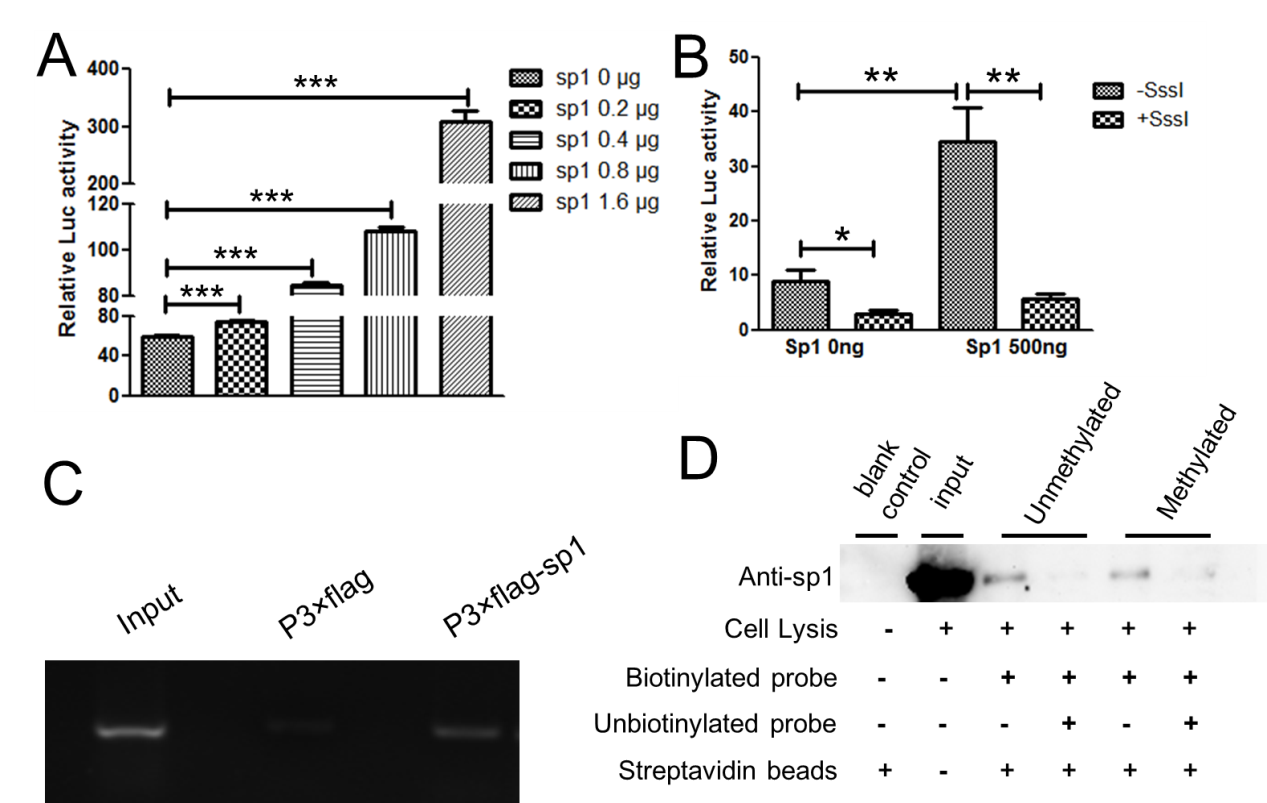 A
400
300
200
120
100
80
80
40
0
Relative Luc activity
***
***
***
***
sp1 0 µg
sp1 0.2 µg
sp1 0.4 µg
sp1 0.8 µg
sp1 1.6 µg
B
50
40
30
20
10
0
Relative Luc activity
**
**
*
Sp1 0ng
Sp1 500ng
-SssI
+SssI
C
Input
P3×flag
P3×flag-sp1
D
blank
control
input
Unmethylated
Methylated
Anti-sp1
Cell Lysis - + + + + +
Biotinylated probe - - + + + +
Unbiotinylated probe - - - + - +
Streptavidin beads + - + + + +